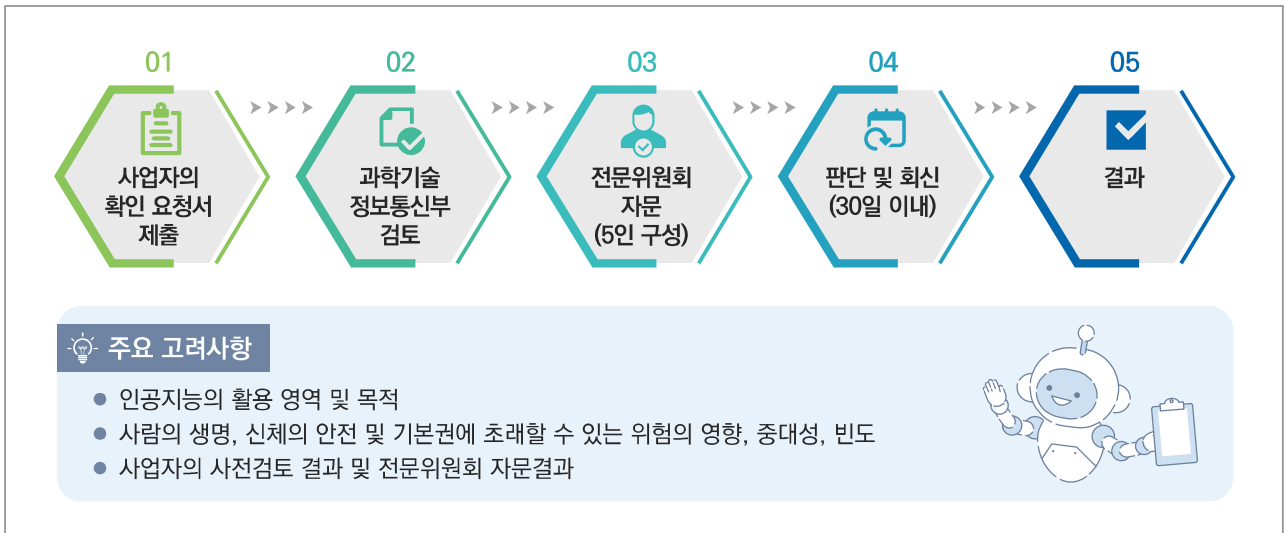 01
사업자의
확인 요청서
제출
02
과학기술
정보통신부
검토
03
전문위원회
자문
(5인 구성)
04
판단 및 회신
(30일 이내)
05
결과
주요 고려사항
● 인공지능의 활용 영역 및 목적
● 사람의 생명, 신체의 안전 및 기본권에 초래할 수 있는 위험의 영향, 중대성, 빈도
● 사업자의 사전검토 결과 및 전문위원회 자문결과